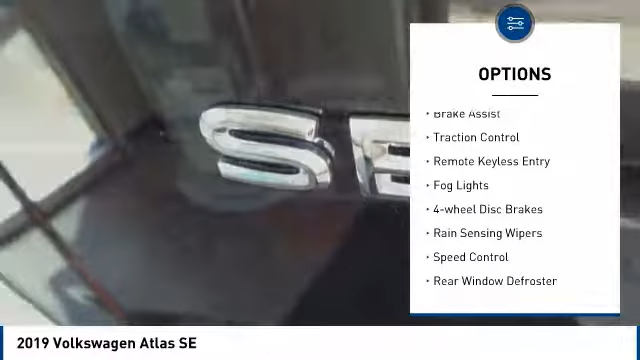 SE
OPTIONS
• Brake Assist
• Traction Control
• Remote Keyless Entry
• Fog Lights
• 4-wheel Disc Brakes
• Rain Sensing Wipers
• Speed Control
• Rear Window Defroster
2019 Volkswagen Atlas SE